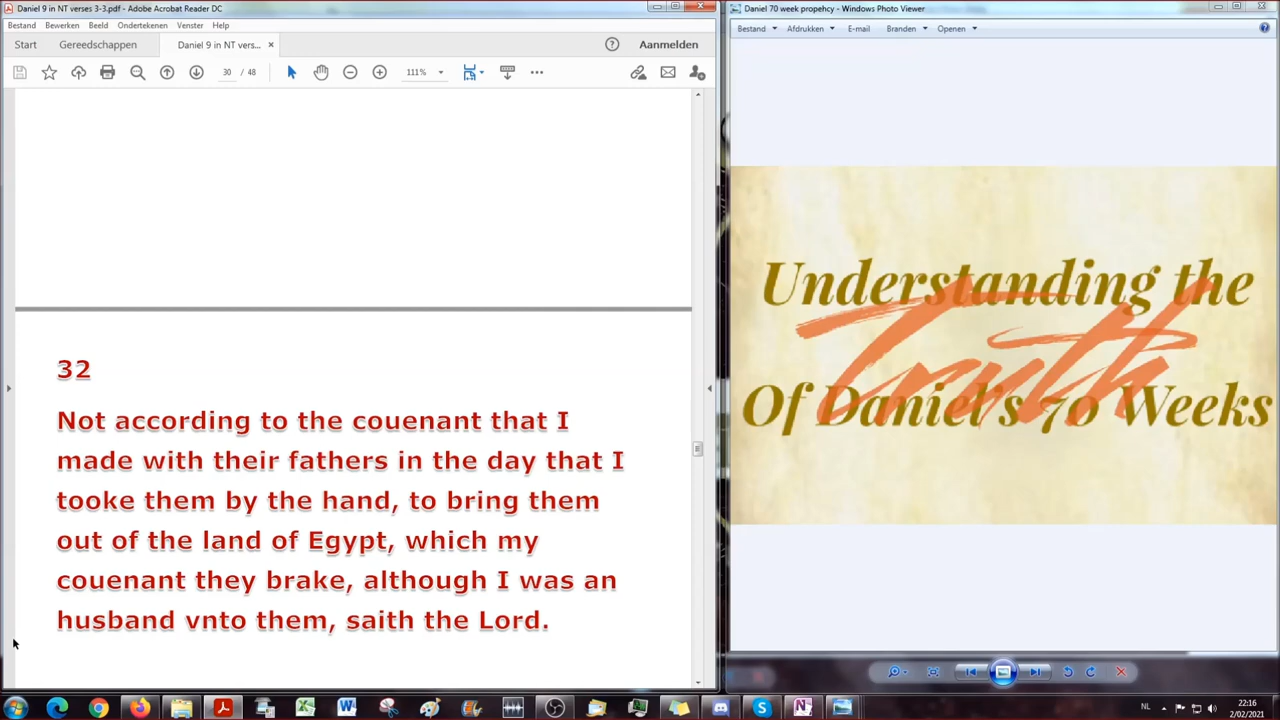 Daniel 9 in NT verses 3-3.pdf - Adobe Acrobat Reader DC
Bestand Bewerken Beeld Ondertekenen Venster Help
Start Gereedschappen Daniel 9 in NT vers... × Aanmelden
30 / 48 111%
32
Not according to the couenant that I
made with their fathers in the day that I
tooke them by the hand, to bring them
out of the land of Egypt, which my
couenant they brake, although I was an
husband vnto them, saith the Lord.
Daniel 70 week propehcy - Windows Photo Viewer
Bestand Afdrukken E-mail Branden Openen
Understanding the
Truth
Of Daniel's 70 Weeks
NL 22:16
2/02/2021